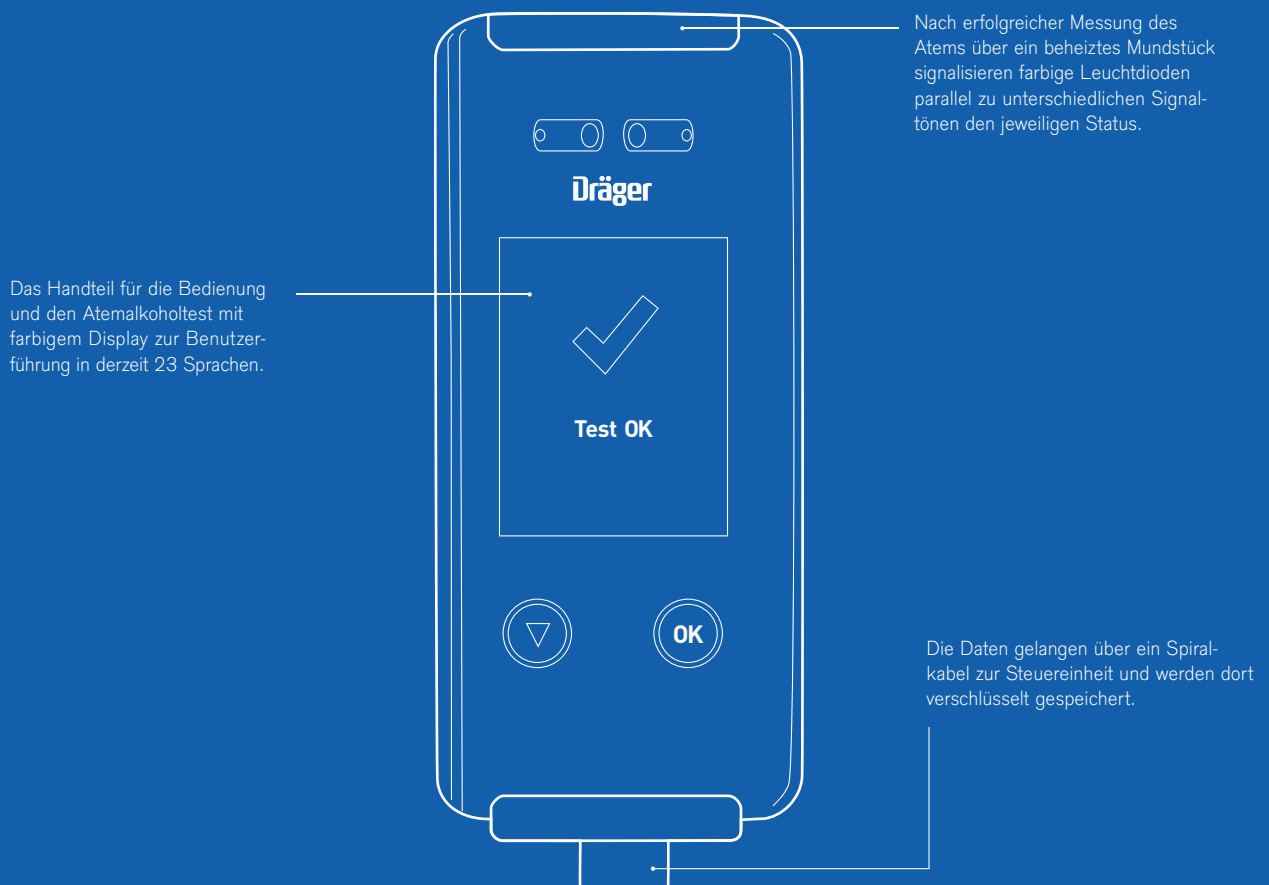 Nach erfolgreicher Messung des
Atems über ein beheiztes Mundstück
signalisieren farbige Leuchtdioden
parallel zu unterschiedlichen Signal-
tönen den jeweiligen Status.
Dräger
Das Handteil für die Bedienung
und den Atemalkoholtest mit
farbigem Display zur Benutzer-
führung in derzeit 23 Sprachen.
Test OK
OK
Die Daten gelangen über ein Spiral-
kabel zur Steuereinheit und werden dort
verschlüsselt gespeichert.